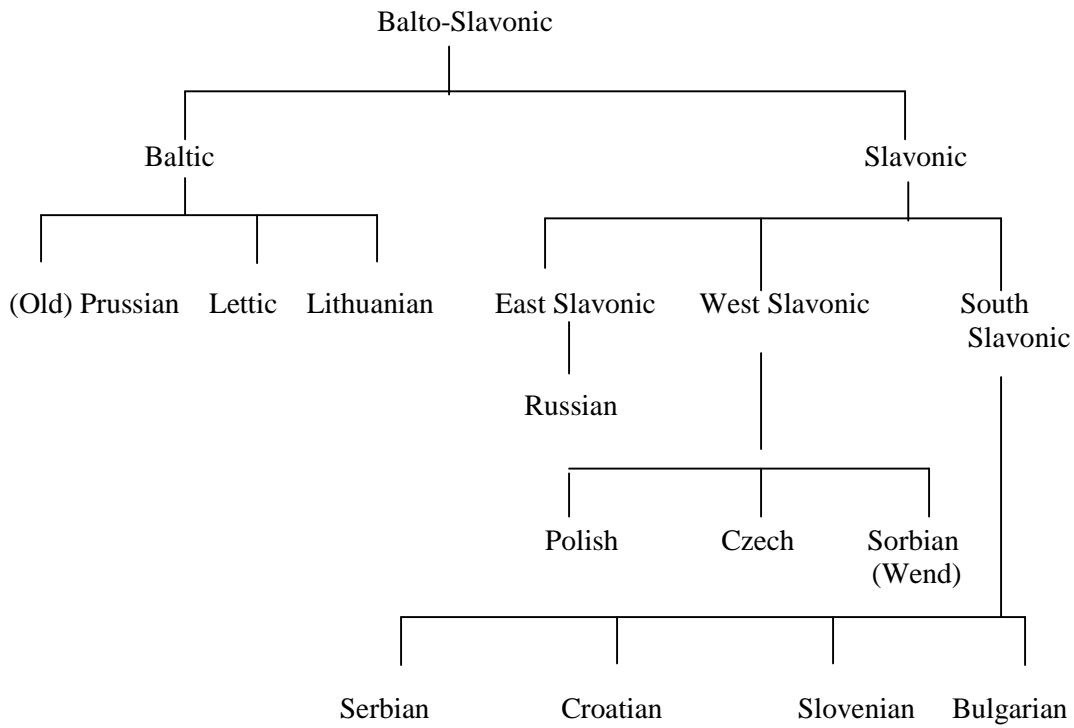 Balto-Slavonic
Baltic Slavonic
(Old) Prussian Lettic Lithuanian East Slavonic West Slavonic South
Slavonic
Russian
Polish Czech Sorbian
(Wend)
Serbian Croatian Slovenian Bulgarian